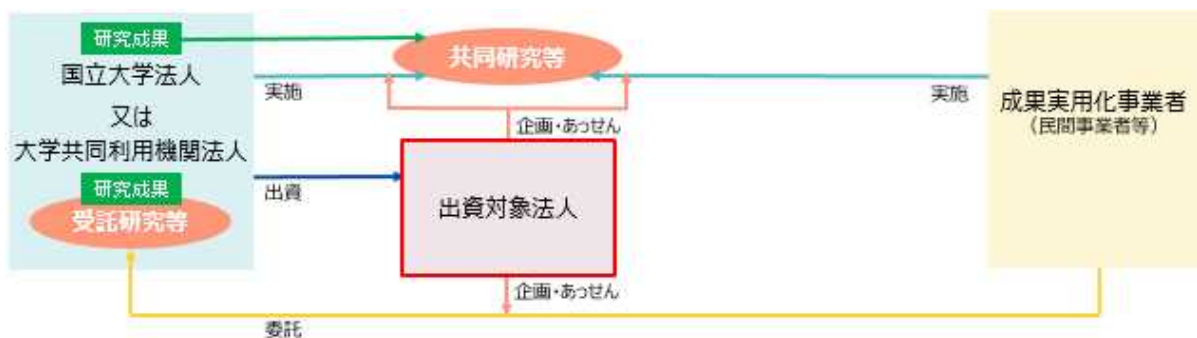 研究成果
国立大学法人
又は
大学共同利用機関法人
研究成果
受託研究等
実施
出資
共同研究等
企画・あっせん
出資対象法人
企画・あっせん
委託
実施
成果実用化事業者
（民間事業者等）